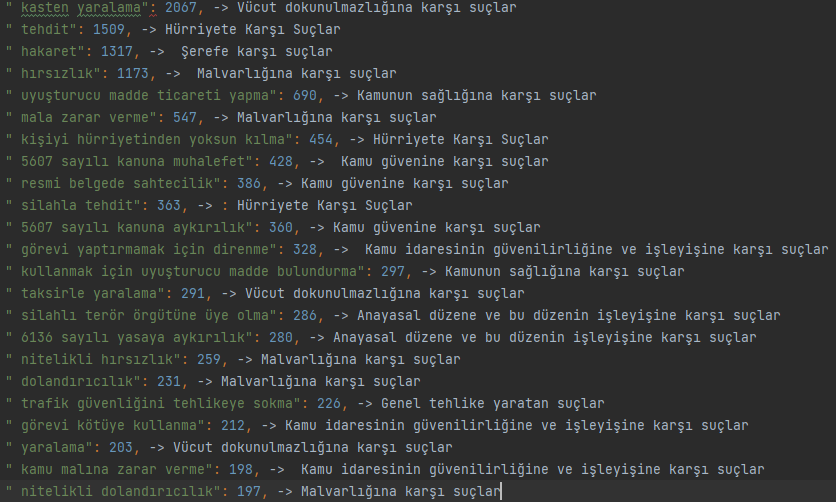 " kasten yaralama": 2067, -> Vücut dokunulmazlığına karşı suçlar
" tehdit": 1509, -> Hürriyete Karşı Suçlar
" hakaret": 1317, ->  Şerefe karşı suçlar
" hırsızlık": 1173, ->  Malvarlığına karşı suçlar
" uyuşturucu madde ticareti yapma": 690, -> Kamunun sağlığına karşı suçlar
" mala zarar verme": 547, -> Malvarlığına karşı suçlar
" kişiyi hürriyetinden yoksun kılma": 454, -> Hürriyete Karşı Suçlar
" 5607 sayılı kanuna muhalefet": 428, ->  Kamu güvenine karşı suçlar
" resmi belgede sahtecilik": 386, -> Kamu güvenine karşı suçlar
" silahla tehdit": 363, -> : Hürriyete Karşı Suçlar
" 5607 sayılı kanuna aykırılık": 360, -> Kamu güvenine karşı suçlar
" görevi yaptırmamak için direnme": 328, ->  Kamu idaresinin güvenilirliğine ve işleyişine karşı suçlar
" kullanmak için uyuşturucu madde bulundurma": 297, -> Kamunun sağlığına karşı suçlar
" taksirle yaralama": 291, -> Vücut dokunulmazlığına karşı suçlar
" silahlı terör örgütüne üye olma": 286, -> Anayasal düzene ve bu düzenin işleyişine karşı suçlar
" 6136 sayılı yasaya aykırılık": 280, -> Anayasal düzene ve bu düzenin işleyişine karşı suçlar
" nitelikli hırsızlık": 259, -> Malvarlığına karşı suçlar
" dolandırıcılık": 231, -> Malvarlığına karşı suçlar
" trafik güvenliğini tehlikeye sokma": 226, -> Genel tehlike yaratan suçlar
" görevi kötüye kullanma": 212, -> Kamu idaresinin güvenilirliğine ve işleyişine karşı suçlar
" yaralama": 203, -> Vücut dokunulmazlığına karşı suçlar
" kamu malına zarar verme": 198, ->  Kamu idaresinin güvenilirliğine ve işleyişine karşı suçlar
" nitelikli dolandırıcılık": 197, -> Malvarlığına karşı suçlar